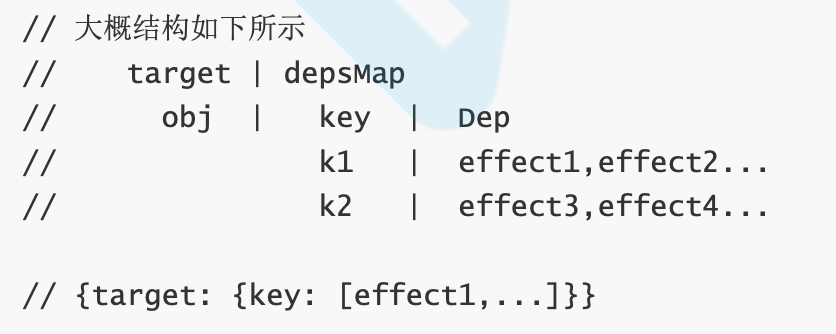 // 大概结构如下所示
//    target | depsMap
//      obj  |   key  |  Dep
//               k1   |  effect1,effect2...
//               k2   |  effect3,effect4...
// {target: {key: [effect1,...]}}